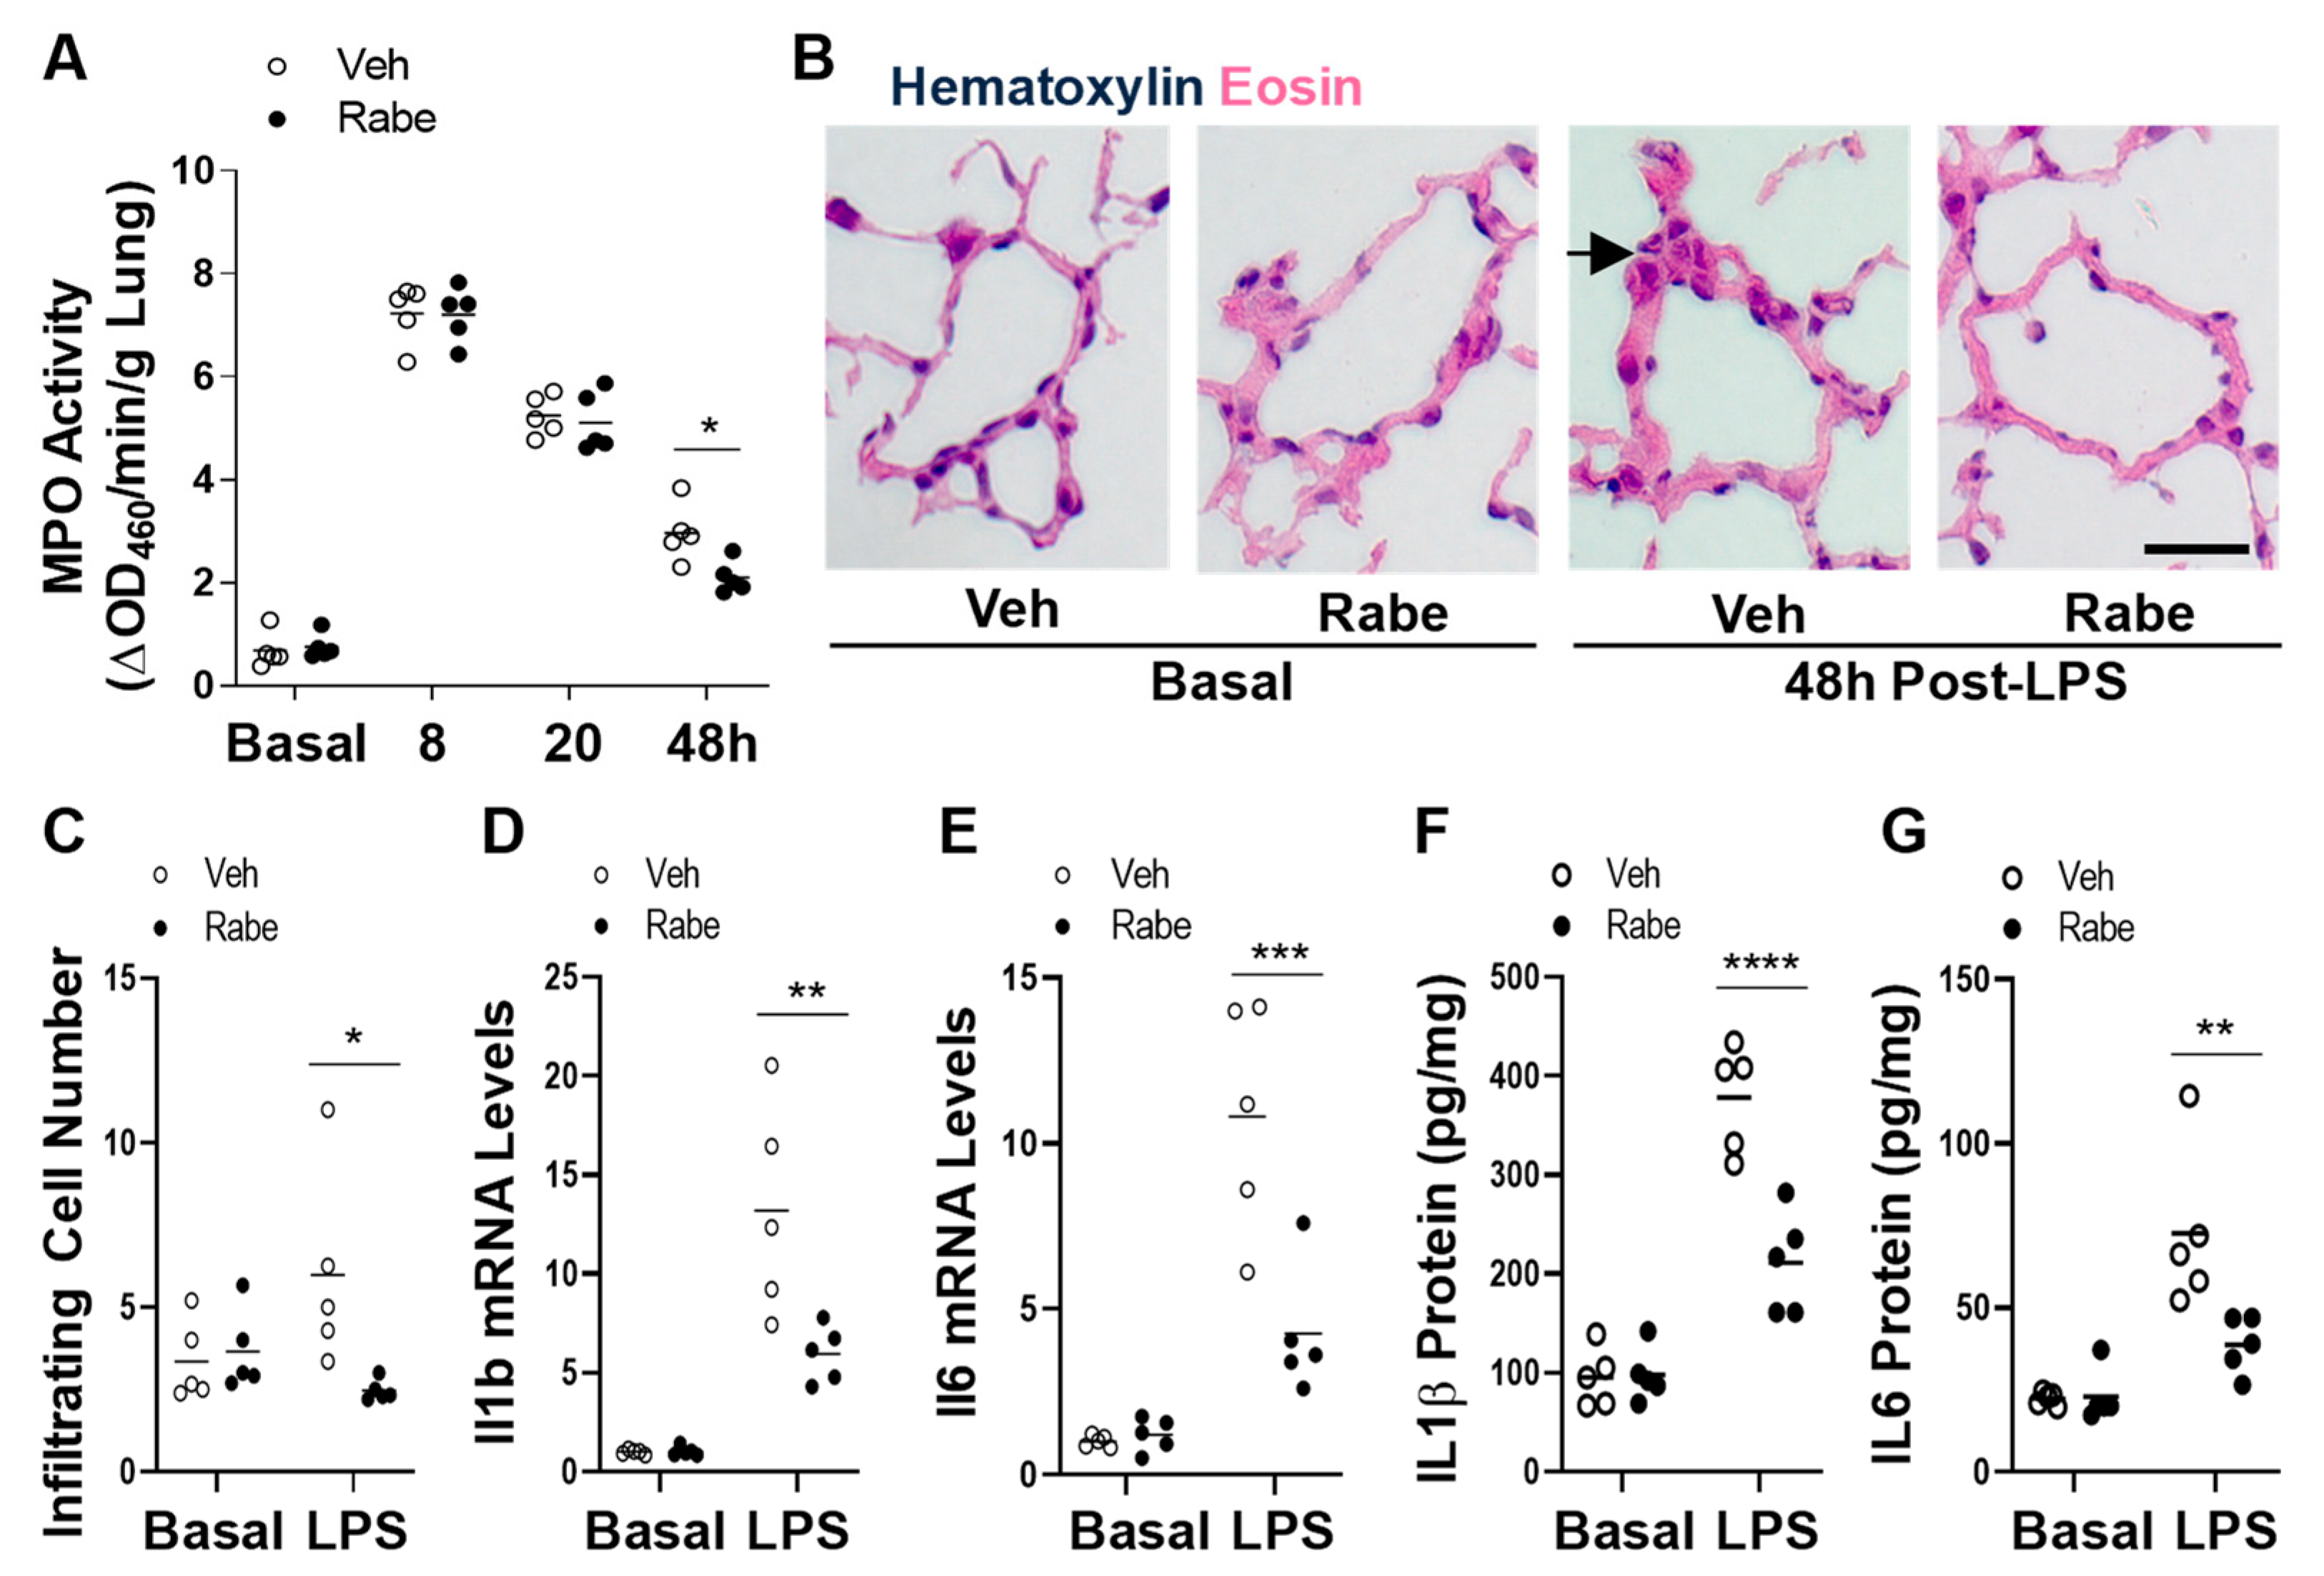 A
Veh
Rabe
MPO Activity
(Δ OD460/min/g Lung)
10
8
6
4
2
0
*
Basal 8 20 48h
B
Hematoxylin Eosin
Veh Rabe Veh Rabe
Basal 48h Post-LPS
C
Veh
Rabe
Infiltrating Cell Number
15
10
5
0
*
Basal LPS
D
Veh
Rabe
Il1b mRNA Levels
25
20
15
10
5
0
**
Basal LPS
E
Veh
Rabe
Il6 mRNA Levels
15
10
5
0
***
Basal LPS
F
Veh
Rabe
IL1β Protein (pg/mg)
500
400
300
200
100
0
****
Basal LPS
G
Veh
Rabe
IL6 Protein (pg/mg)
150
100
50
0
**
Basal LPS